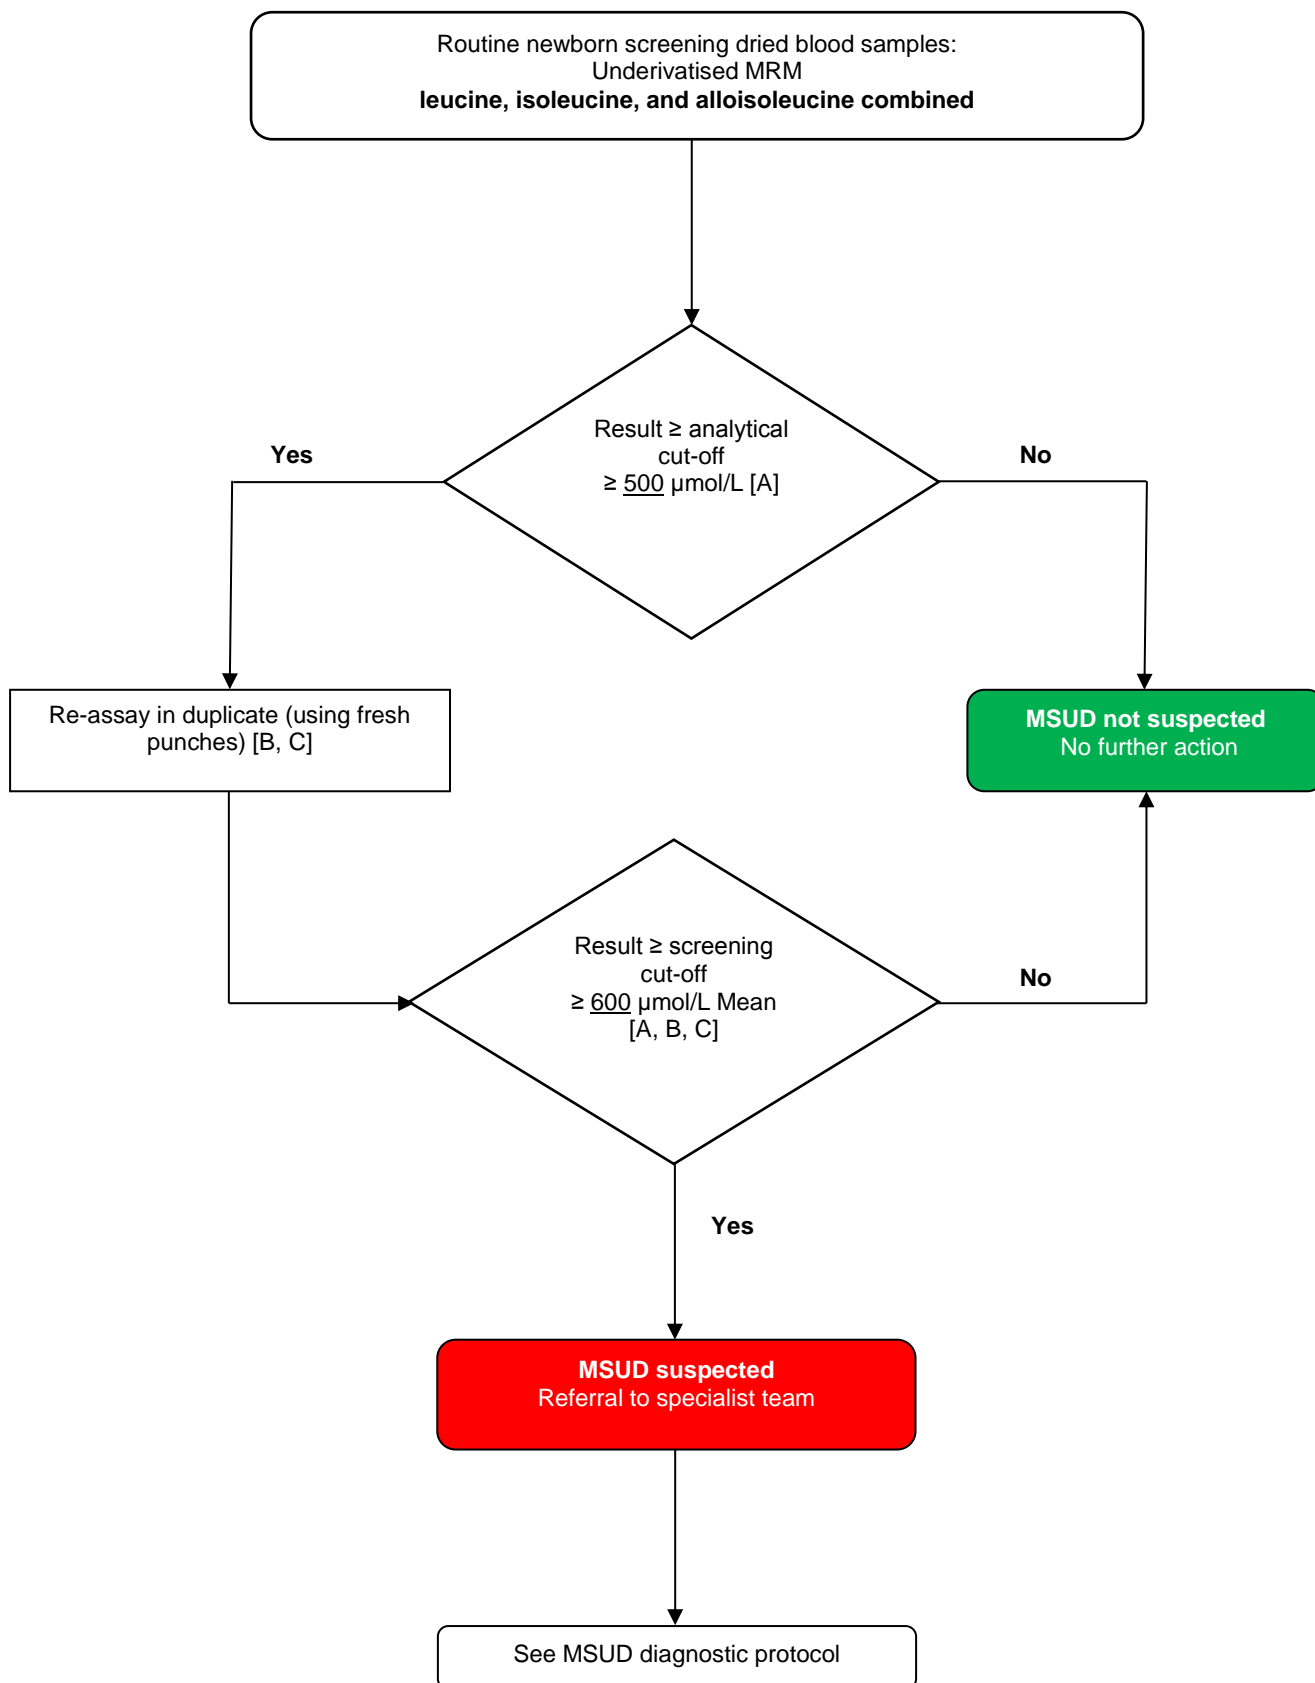 Routine newborn screening dried blood samples:
Underivatised MRM
leucine, isoleucine, and alloisoleucine combined
Result ≥ analytical
cut-off
≥ 500 µmol/L [A]
Yes
No
Re-assay in duplicate (using fresh
punches) [B, C]
MSUD not suspected
No further action
Result ≥ screening
cut-off
≥ 600 µmol/L Mean
[A, B, C]
No
Yes
MSUD suspected
Referral to specialist team
See MSUD diagnostic protocol